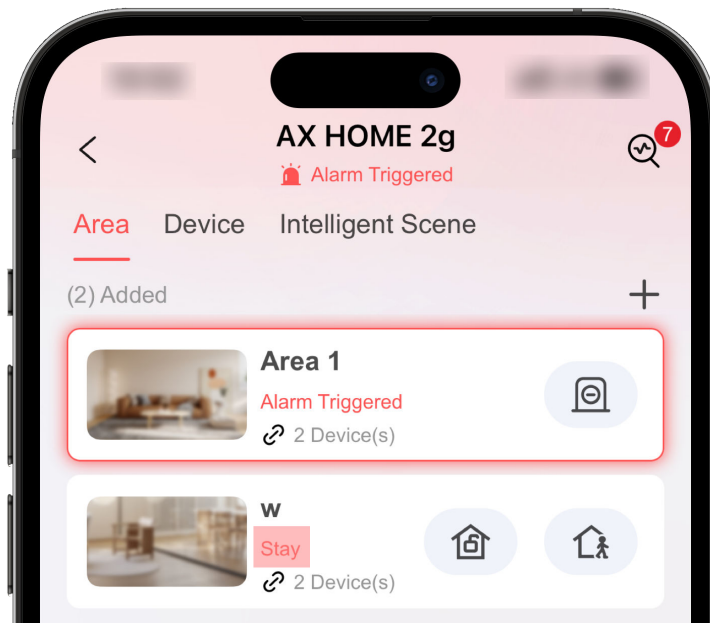 AX HOME 2g
7
Alarm Triggered
Area Device Intelligent Scene
(2) Added
Area 1
Alarm Triggered
2 Device(s)
w
Stay
2 Device(s)